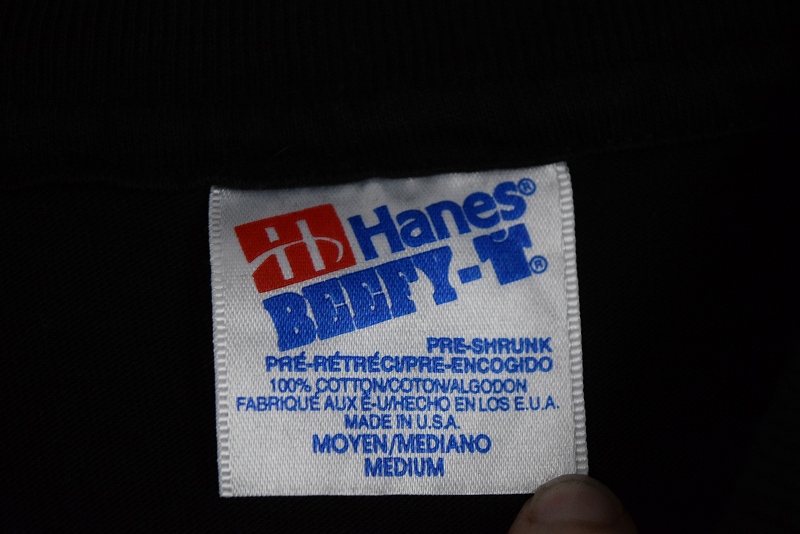 Hanes®
BEEFY-T®
PRE-SHRUNK
PRÉ-RÉTRÉCI/PRE-ENCOGIDO
100% COTTON/COTON/ALGODON
FABRIQUÉ AUX É-U/HECHO EN LOS E.U.A.
MADE IN U.S.A.
MOYEN/MEDIANO
MEDIUM